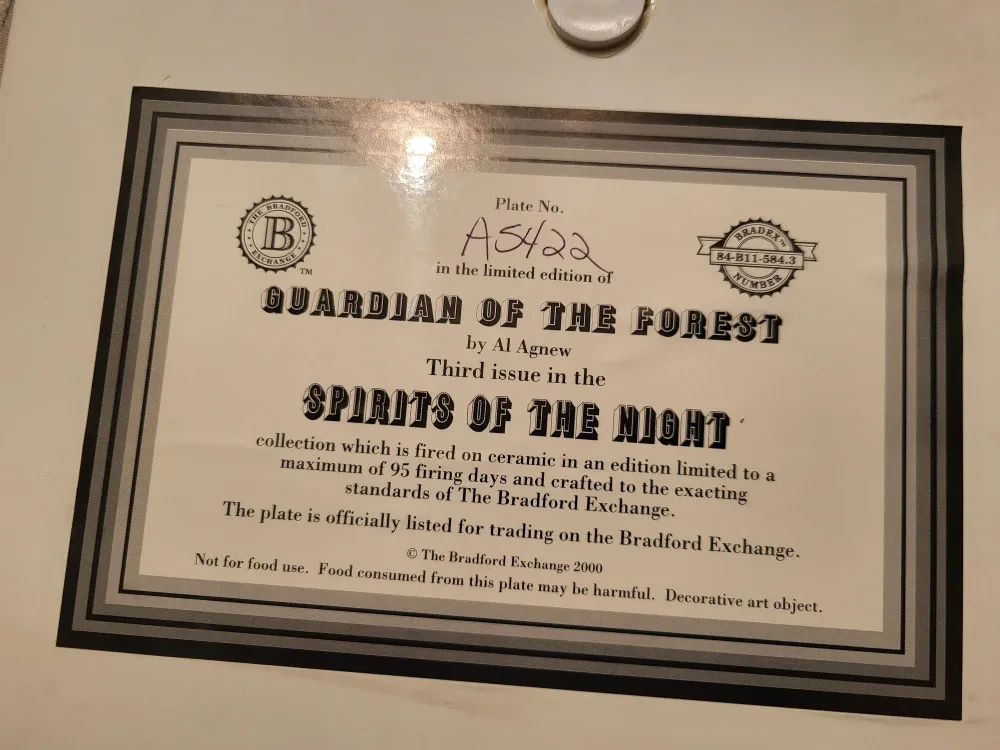 Plate No.
A5422
in the limited edition of
THE BRADFORD
B
EXCHANGE
TM
BRADEX™
84-B11-584.3
NUMBER
GUARDIAN OF THE FOREST
by Al Agnew
Third issue in the
SPIRITS OF THE NIGHT
collection which is fired on ceramic in an edition limited to a
maximum of 95 firing days and crafted to the exacting
standards of The Bradford Exchange.
The plate is officially listed for trading on the Bradford Exchange.
© The Bradford Exchange 2000
Not for food use. Food consumed from this plate may be harmful. Decorative art object.